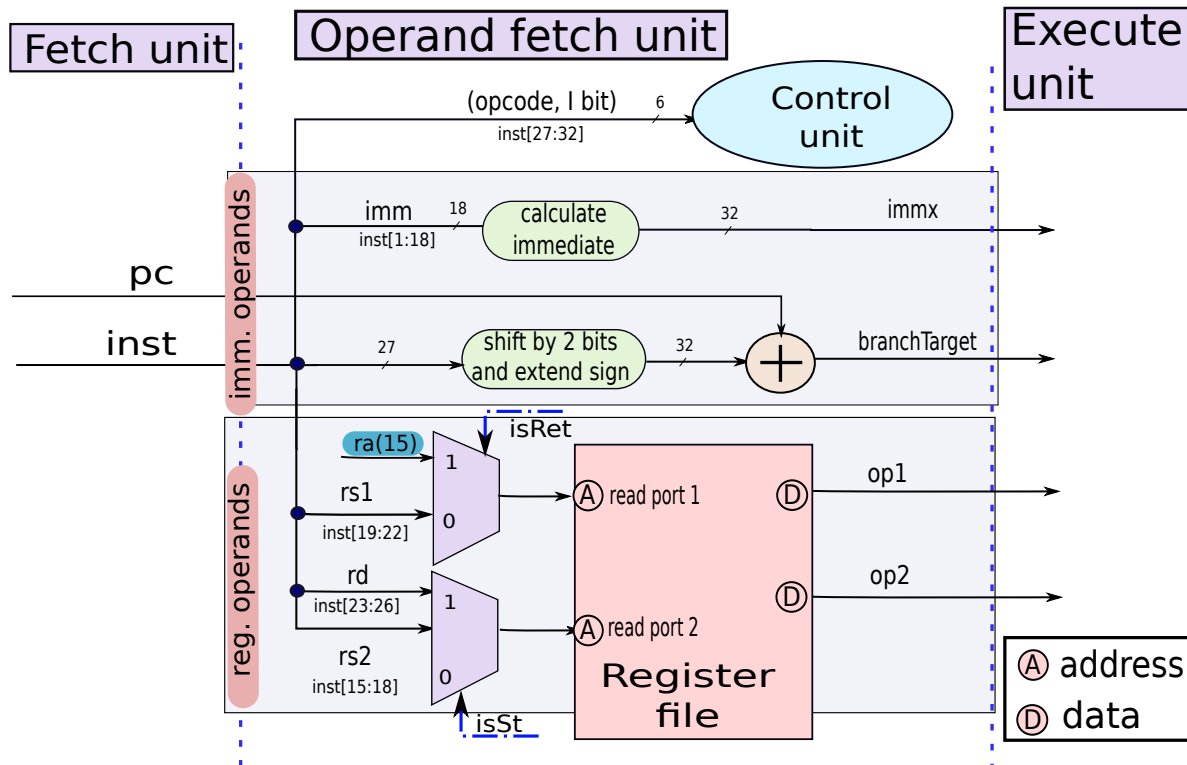 Fetch unit
Operand fetch unit
Execute
unit
(opcode, I bit)
6
inst[27:32]
Control
unit
imm. operands
imm
18
inst[1:18]
calculate
immediate
32
immx
pc
inst
27
shift by 2 bits
and extend sign
32
+
branchTarget
reg. operands
isRet
ra(15)
1
rs1
0
inst[19:22]
A read port 1
D
op1
rd
inst[23:26]
1
rs2
inst[15:18]
0
isSt
A read port 2
D
op2
Register
file
A address
D data